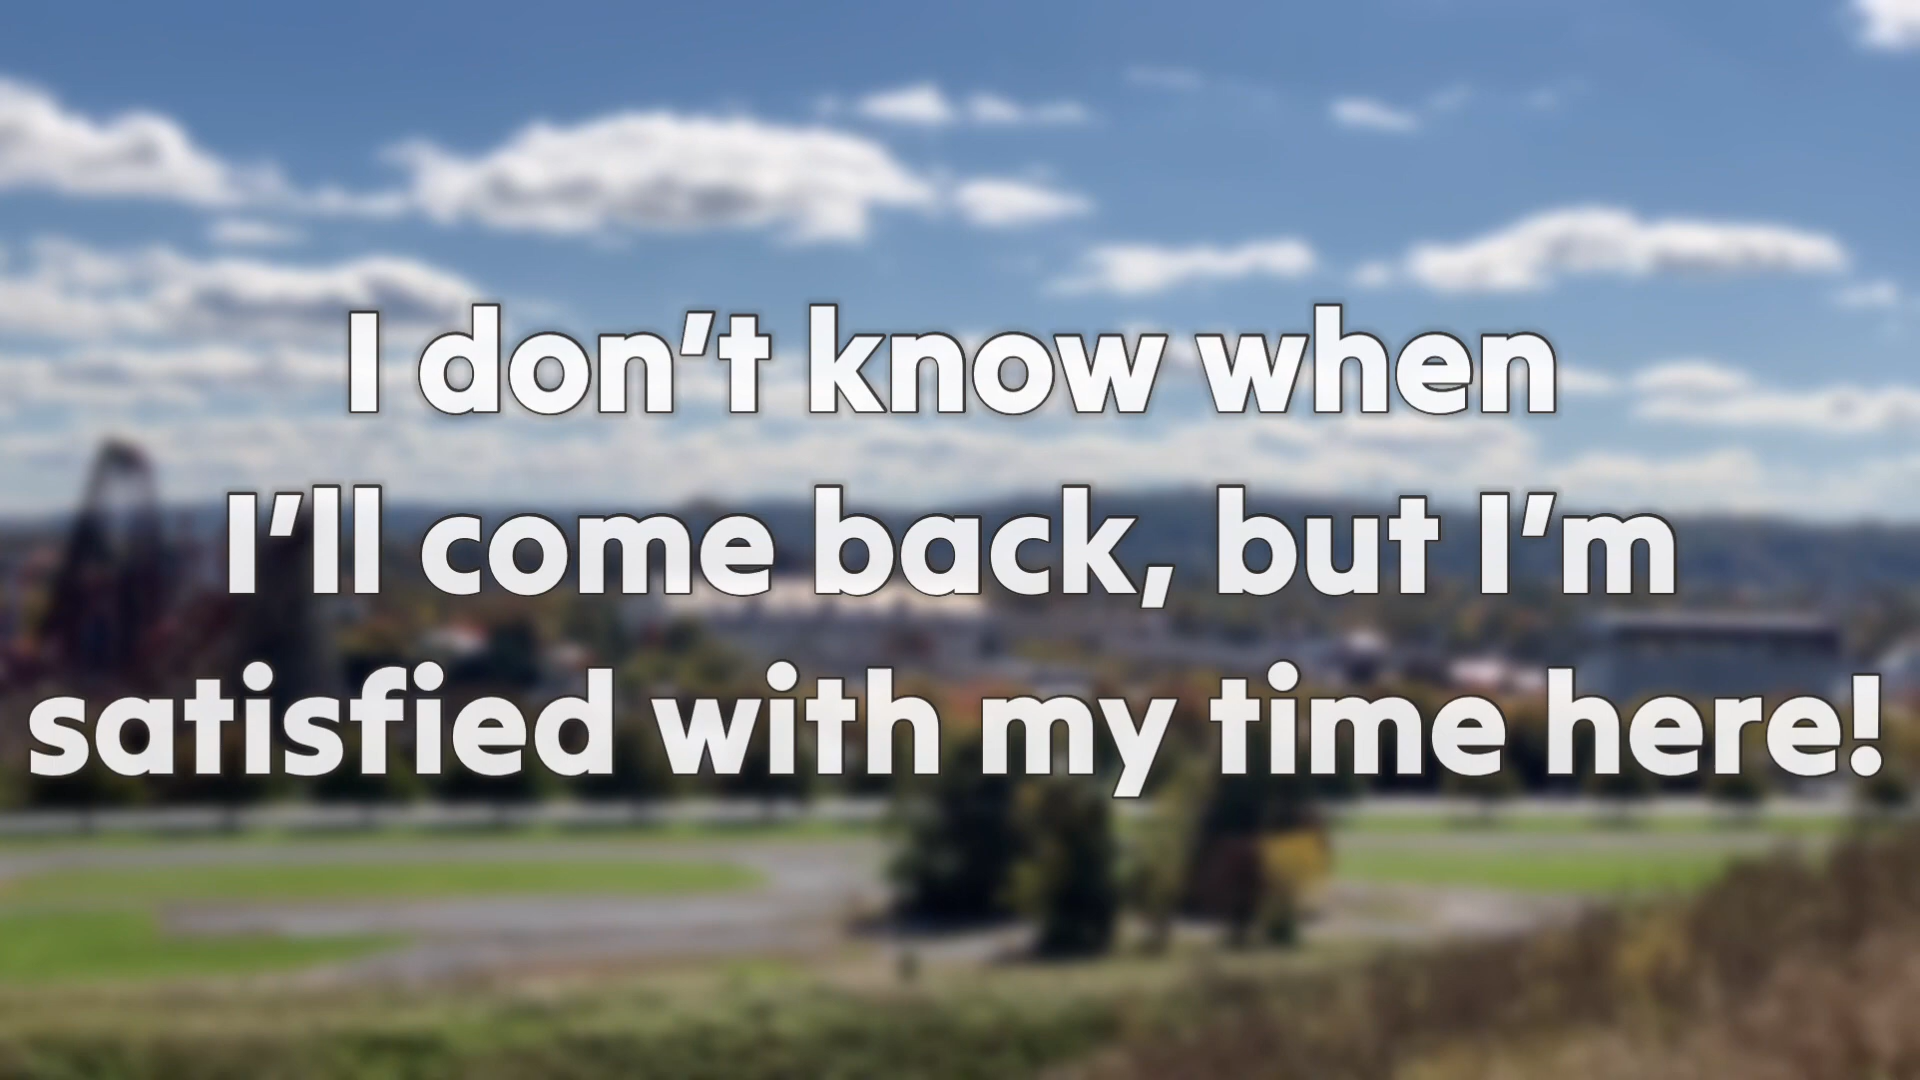 I don’t know when
I’ll come back, but I’m
satisfied with my time here!